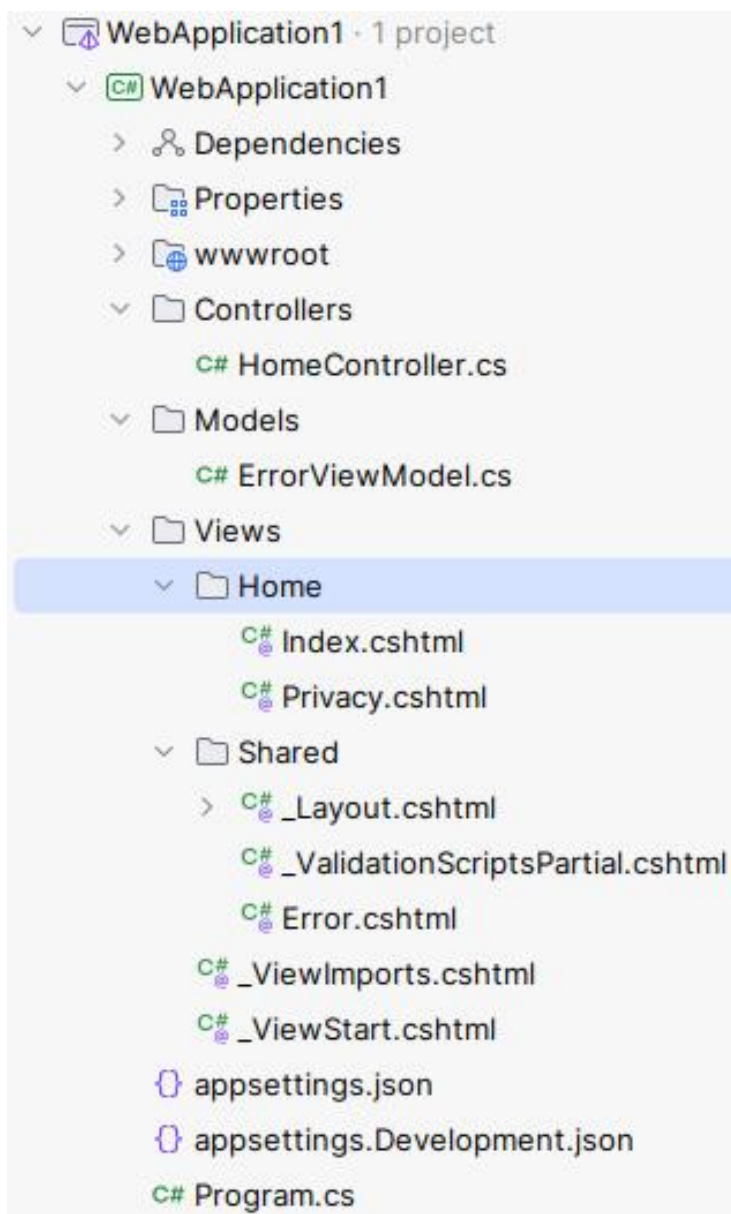 WebApplication1 · 1 project
C# WebApplication1
Dependencies
Properties
wwwroot
Controllers
C# HomeController.cs
Models
C# ErrorViewModel.cs
Views
Home
C# @ Index.cshtml
C# @ Privacy.cshtml
Shared
C# @ _Layout.cshtml
C# @ _ValidationScriptsPartial.cshtml
C# @ Error.cshtml
C# @ _ViewImports.cshtml
C# @ _ViewStart.cshtml
{} appsettings.json
{} appsettings.Development.json
C# Program.cs